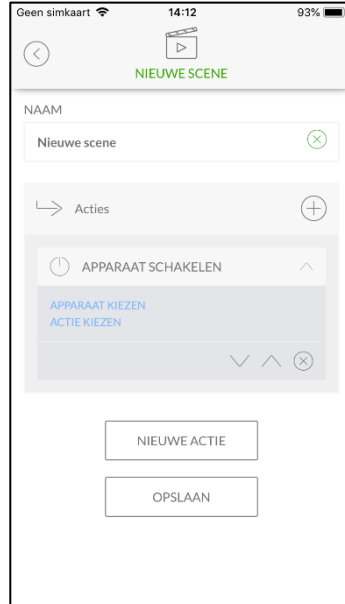 Geen simkaart 14:12 93%
NIEUWE SCENE
NAAM
Nieuwe scene
Acties
APPARAAT SCHAKELEN
APPARAAT KIEZEN
ACTIE KIEZEN
NIEUWE ACTIE
OPSLAAN